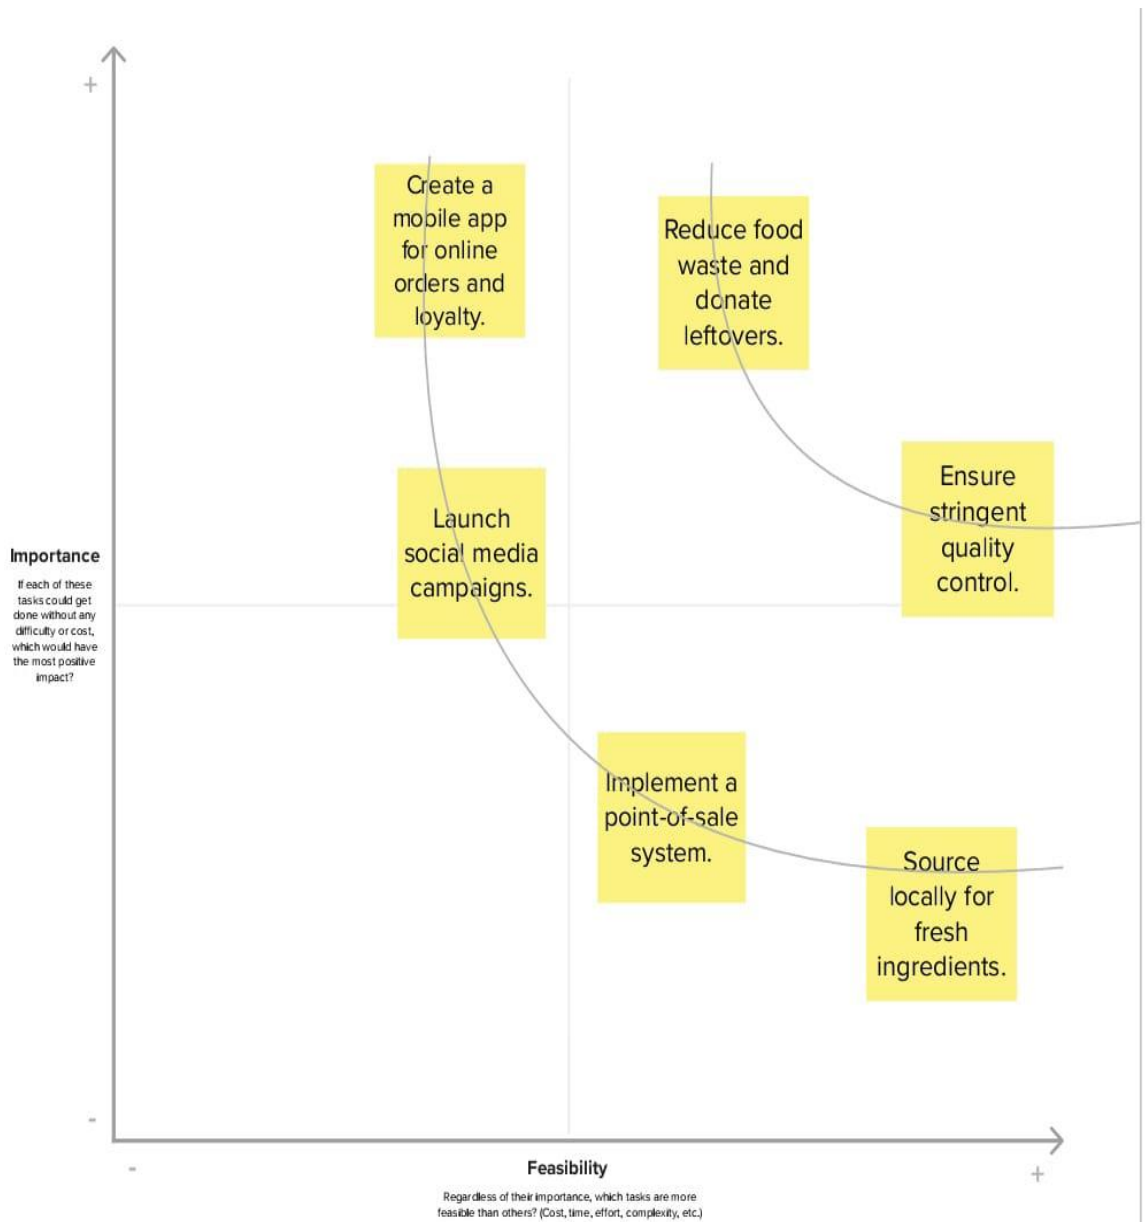 +
Create a
mobile app
for online
orders and
loyalty.
Reduce food
waste and
donate
leftovers.
Launch
social media
campaigns.
Ensure
stringent
quality
control.
Importance
If each of these
tasks could get
done without any
difficulty or cost,
which would have
the most positive
impact?
Implement a
point-of-sale
system.
Source
locally for
fresh
ingredients.
-
-
Feasibility
+
Regardless of their importance, which tasks are more
feasible than others? (Cost, time, effort, complexity, etc.)